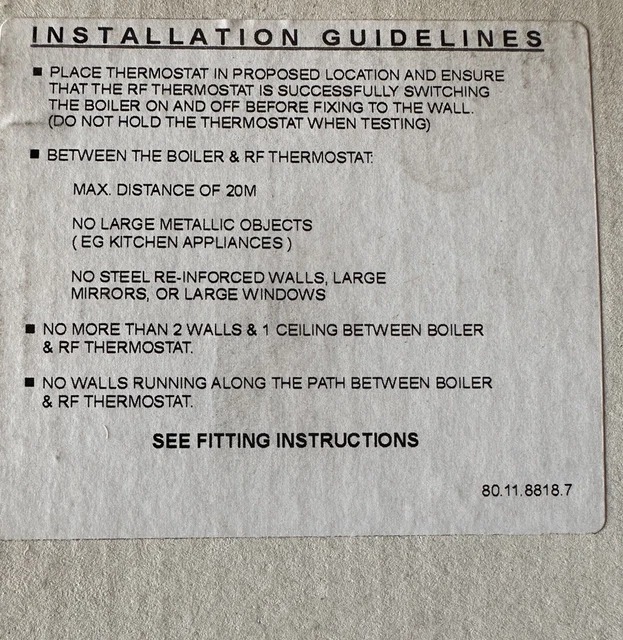 INSTALLATION GUIDELINES
■ PLACE THERMOSTAT IN PROPOSED LOCATION AND ENSURE
THAT THE RF THERMOSTAT IS SUCCESSFULLY SWITCHING
THE BOILER ON AND OFF BEFORE FIXING TO THE WALL.
(DO NOT HOLD THE THERMOSTAT WHEN TESTING)
■ BETWEEN THE BOILER & RF THERMOSTAT:
MAX. DISTANCE OF 20M
NO LARGE METALLIC OBJECTS
( EG KITCHEN APPLIANCES )
NO STEEL RE-INFORCED WALLS, LARGE
MIRRORS, OR LARGE WINDOWS
■ NO MORE THAN 2 WALLS & 1 CEILING BETWEEN BOILER
& RF THERMOSTAT.
■ NO WALLS RUNNING ALONG THE PATH BETWEEN BOILER
& RF THERMOSTAT.
SEE FITTING INSTRUCTIONS
80.11.8818.7